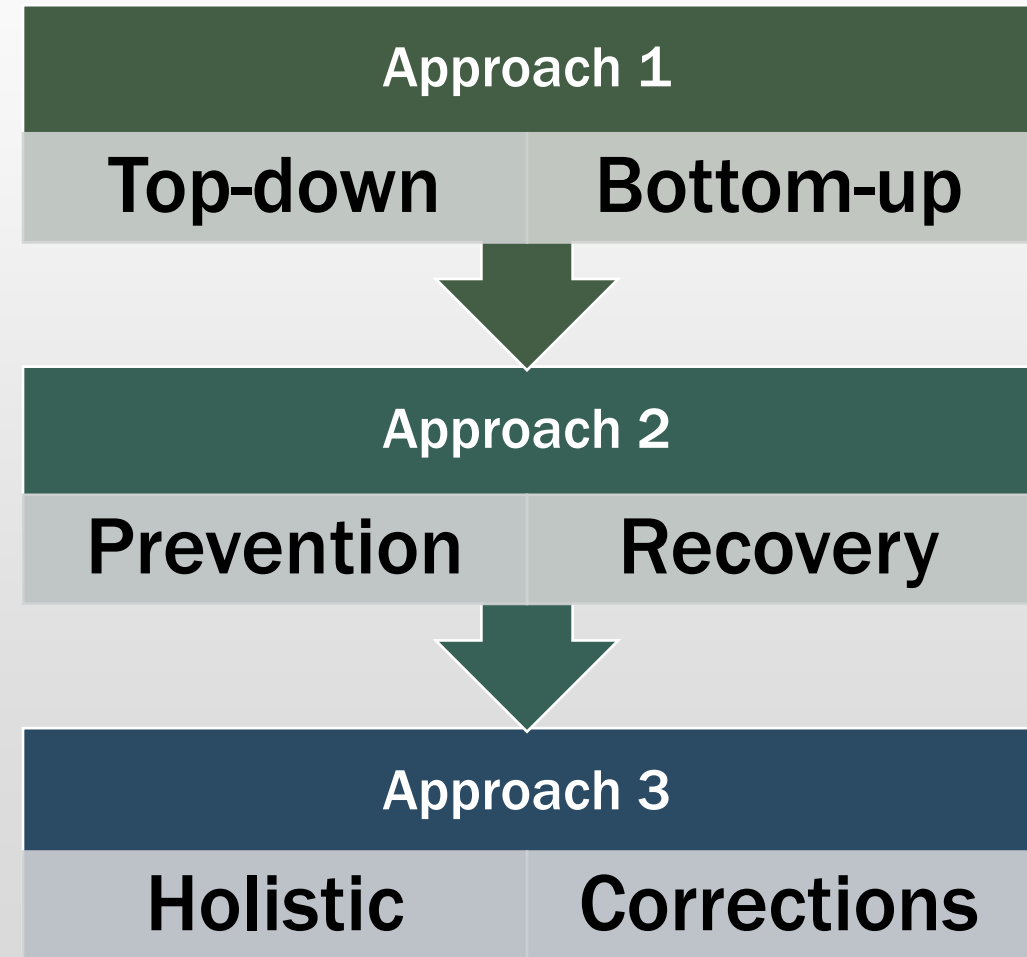 Approach 1
Top-down Bottom-up
Approach 2
Prevention Recovery
Approach 3
Holistic Corrections